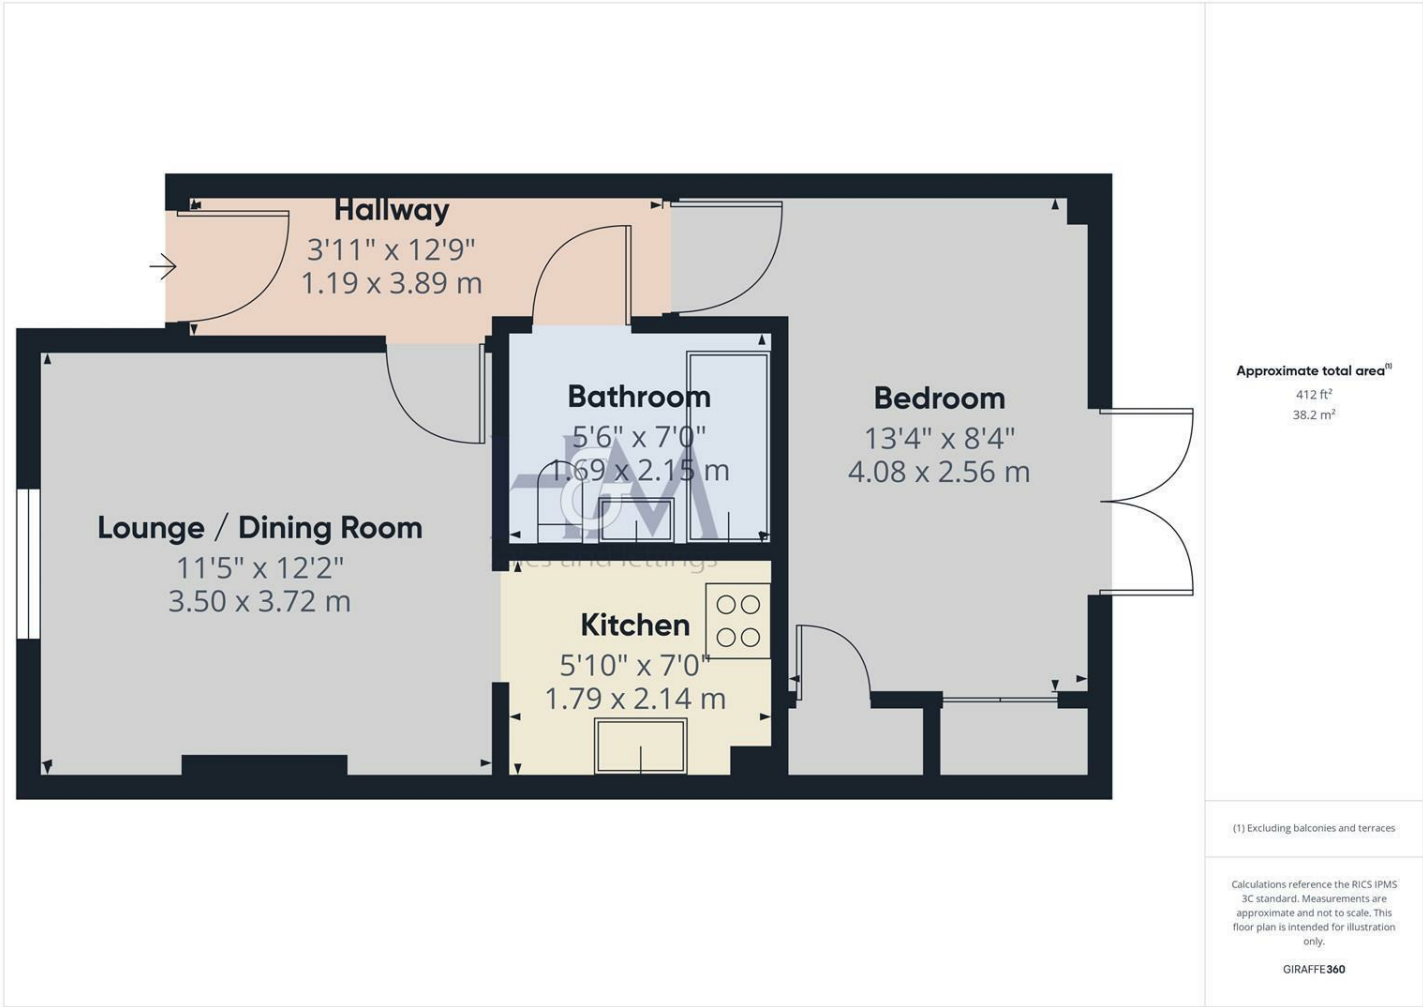 Hallway
3'11" x 12'9"
1.19 x 3.89 m
Bathroom
5'6" x 7'0"
1.69 x 2.15 m
Bedroom
13'4" x 8'4"
4.08 x 2.56 m
Lounge / Dining Room
11'5" x 12'2"
3.50 x 3.72 m
and lettings
Kitchen
5'10" x 7'0"
1.79 x 2.14 m
Approximate total area(1)
412 ft²
38.2 m²
(1) Excluding balconies and terraces
Calculations reference the RICS IPMS
3C standard. Measurements are
approximate and not to scale. This
floor plan is intended for illustration
only.
GIRAFFE360